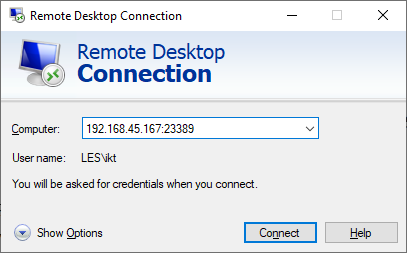 Remote Desktop Connection
Remote Desktop
Connection
Computer: 192.168.45.167:23389
User name: LES\ikt
You will be asked for credentials when you connect.
Show Options Connect Help